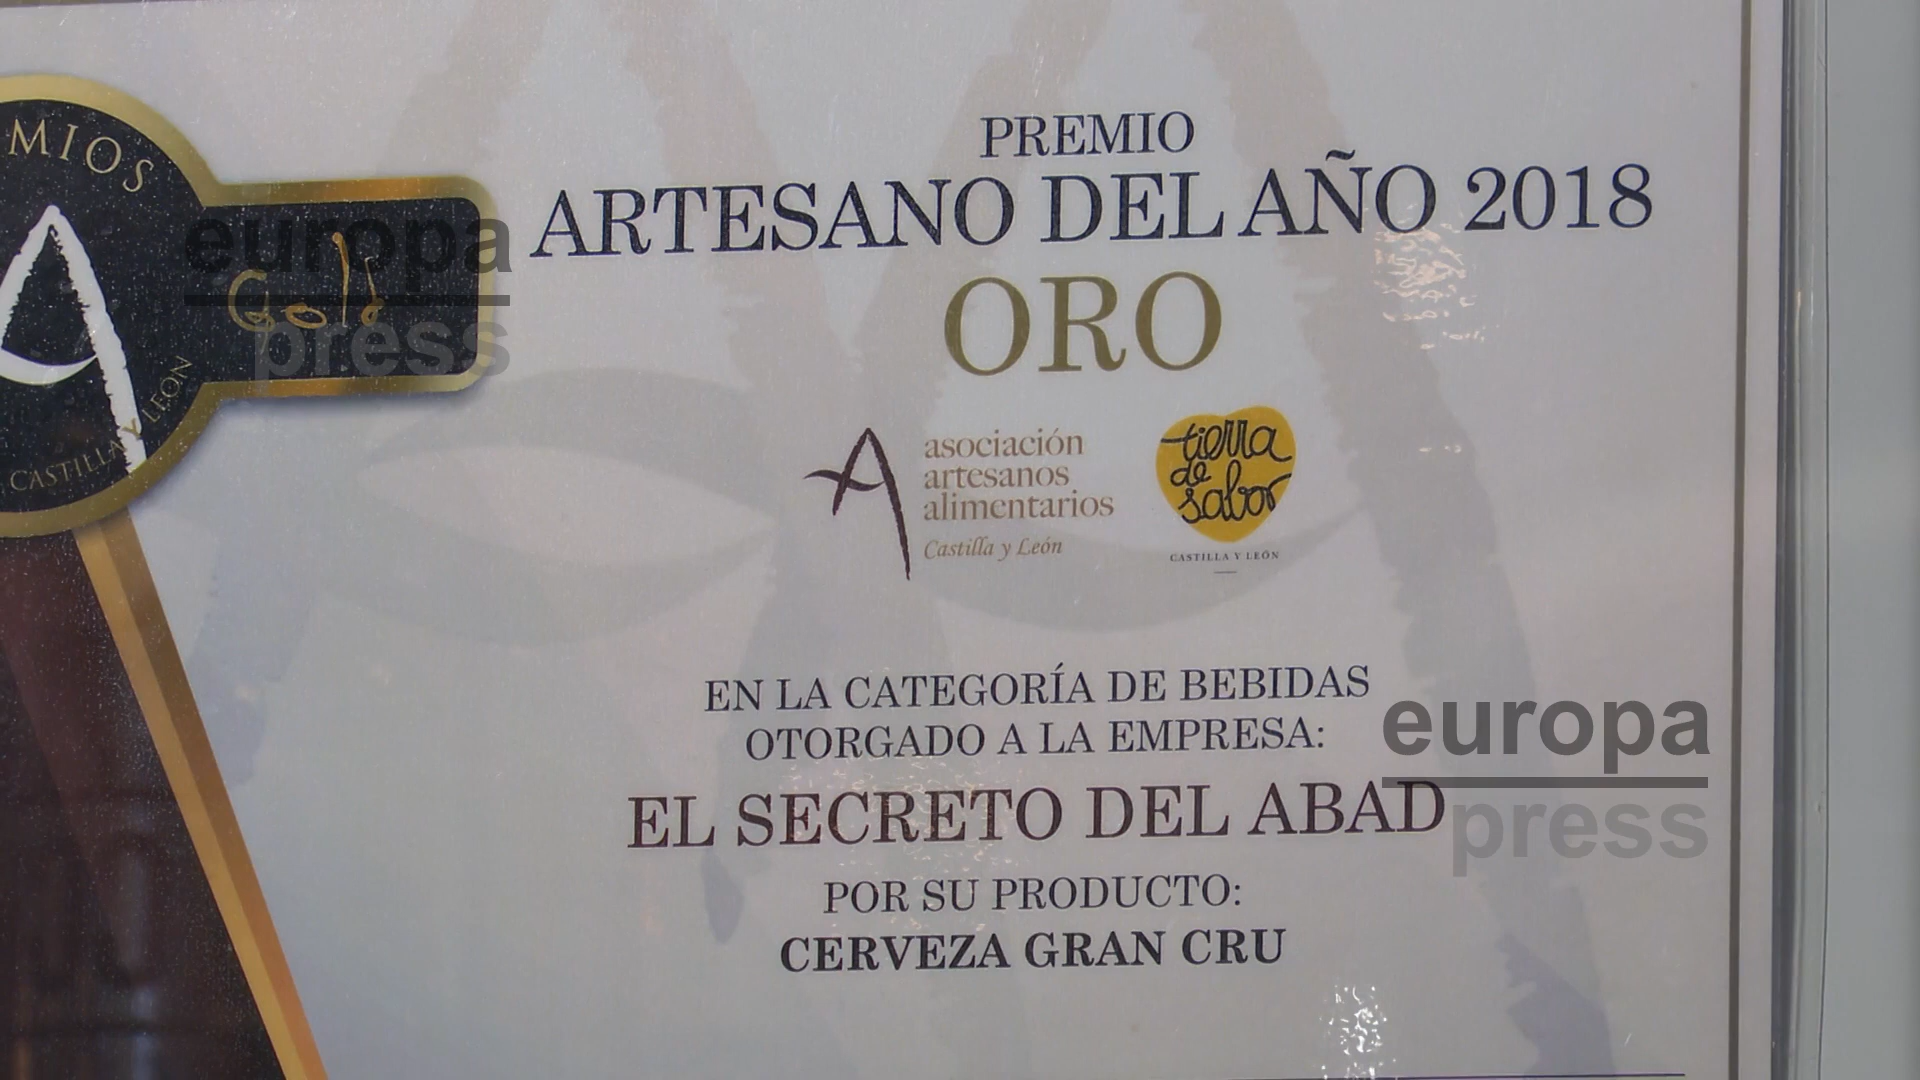 MIOS
Gold
CASTILLA Y LEÓN
PREMIO
ARTESANO DEL AÑO 2018
ORO
asociación
artesanos
alimentarios
Castilla y León
tierra
de
sabor
CASTILLA Y LEÓN
EN LA CATEGORÍA DE BEBIDAS
OTORGADO A LA EMPRESA:
EL SECRETO DEL ABAD
POR SU PRODUCTO:
CERVEZA GRAN CRU
europa
press
europa
press